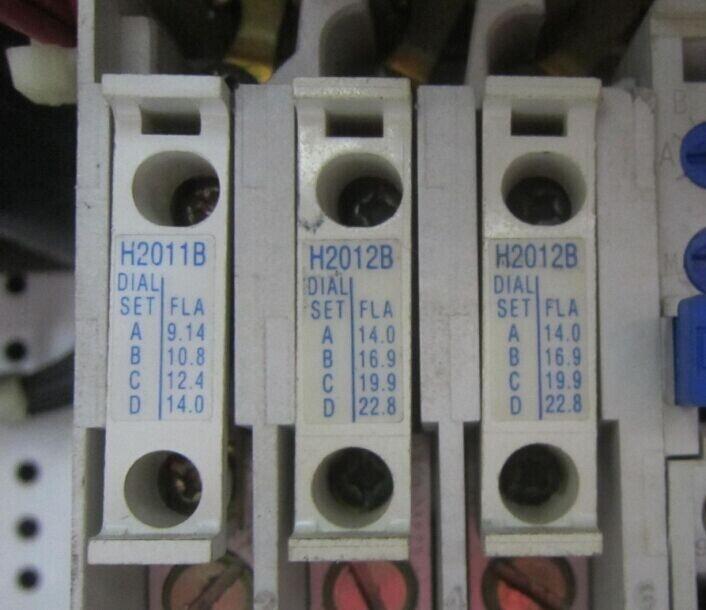 H2011B
DIAL
SET FLA
A 9.14
B 10.8
C 12.4
D 14.0
H2012B
DIAL
SET FLA
A 14.0
B 16.9
C 19.9
D 22.8
H2012B
DIAL
SET FLA
A 14.0
B 16.9
C 19.9
D 22.8
B
A
M